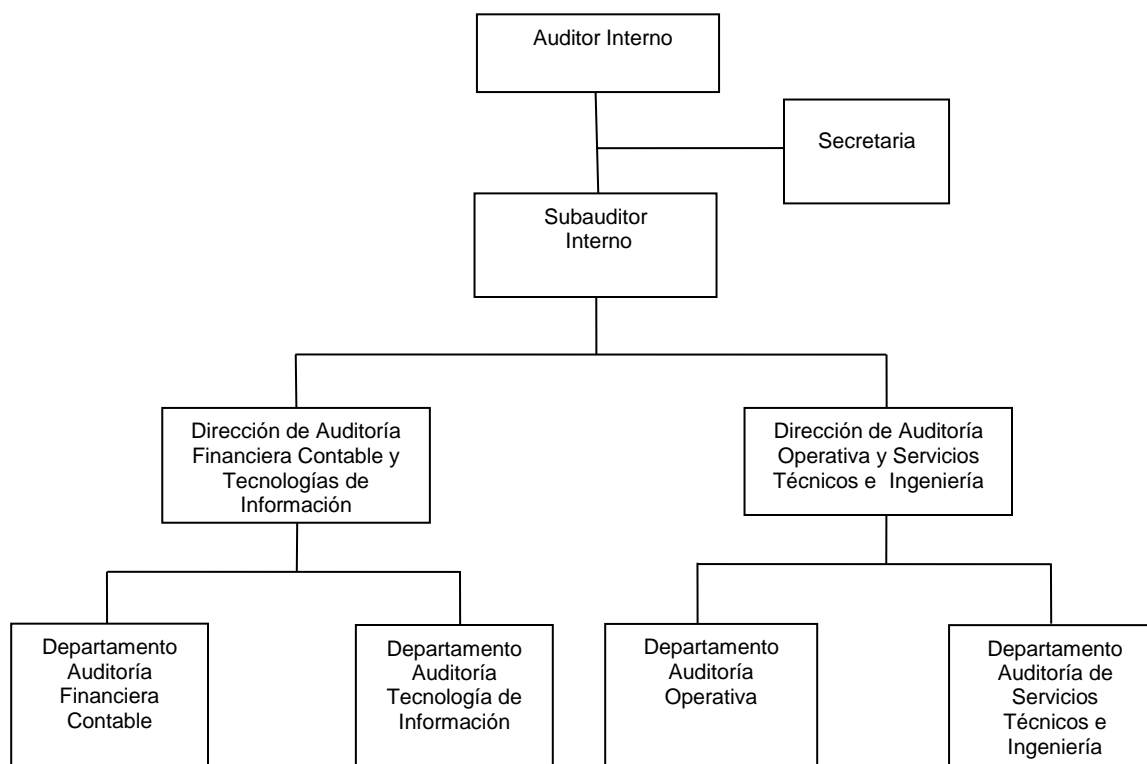 Auditor Interno
Secretaria
Subauditor
Interno
Dirección de Auditoría
Financiera Contable y
Tecnologías de
Información
Dirección de Auditoría
Operativa y Servicios
Técnicos e Ingeniería
Departamento
Auditoría
Financiera
Contable
Departamento
Auditoría
Tecnología de
Información
Departamento
Auditoría
Operativa
Departamento
Auditoría de
Servicios
Técnicos e
Ingeniería